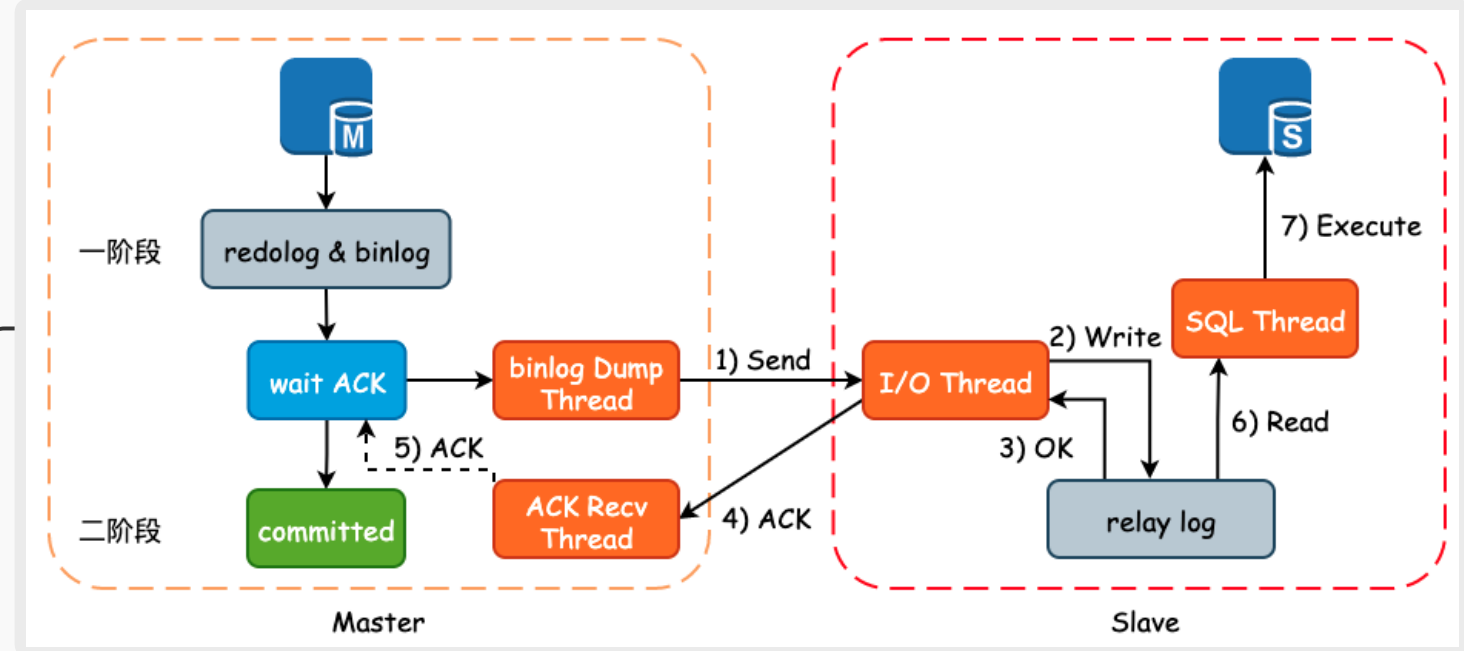 M
S
7) Execute
一阶段
redolog & binlog
SQL Thread
2) Write
1) Send
wait ACK
binlog Dump
Thread
I/O Thread
6) Read
5) ACK
3) OK
ACK Recv
Thread
4) ACK
relay log
二阶段
committed
Master
Slave